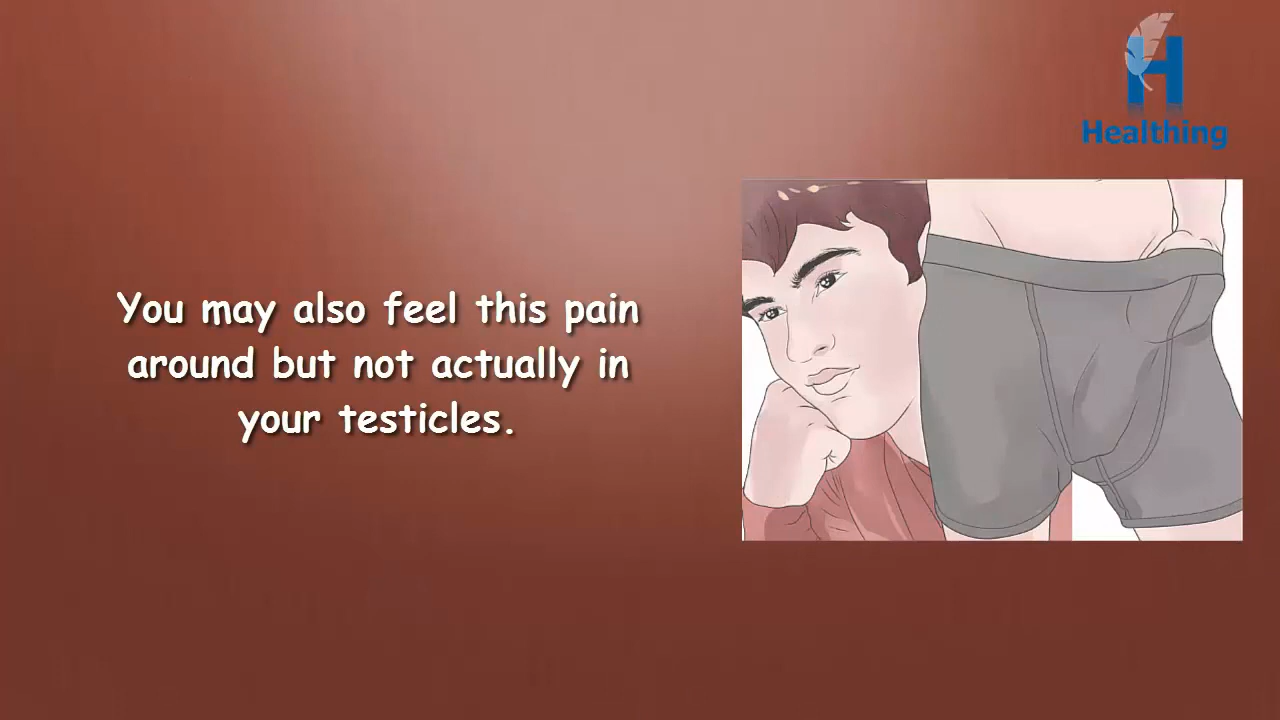 H
Healthing
You may also feel this pain
around but not actually in
your testicles.